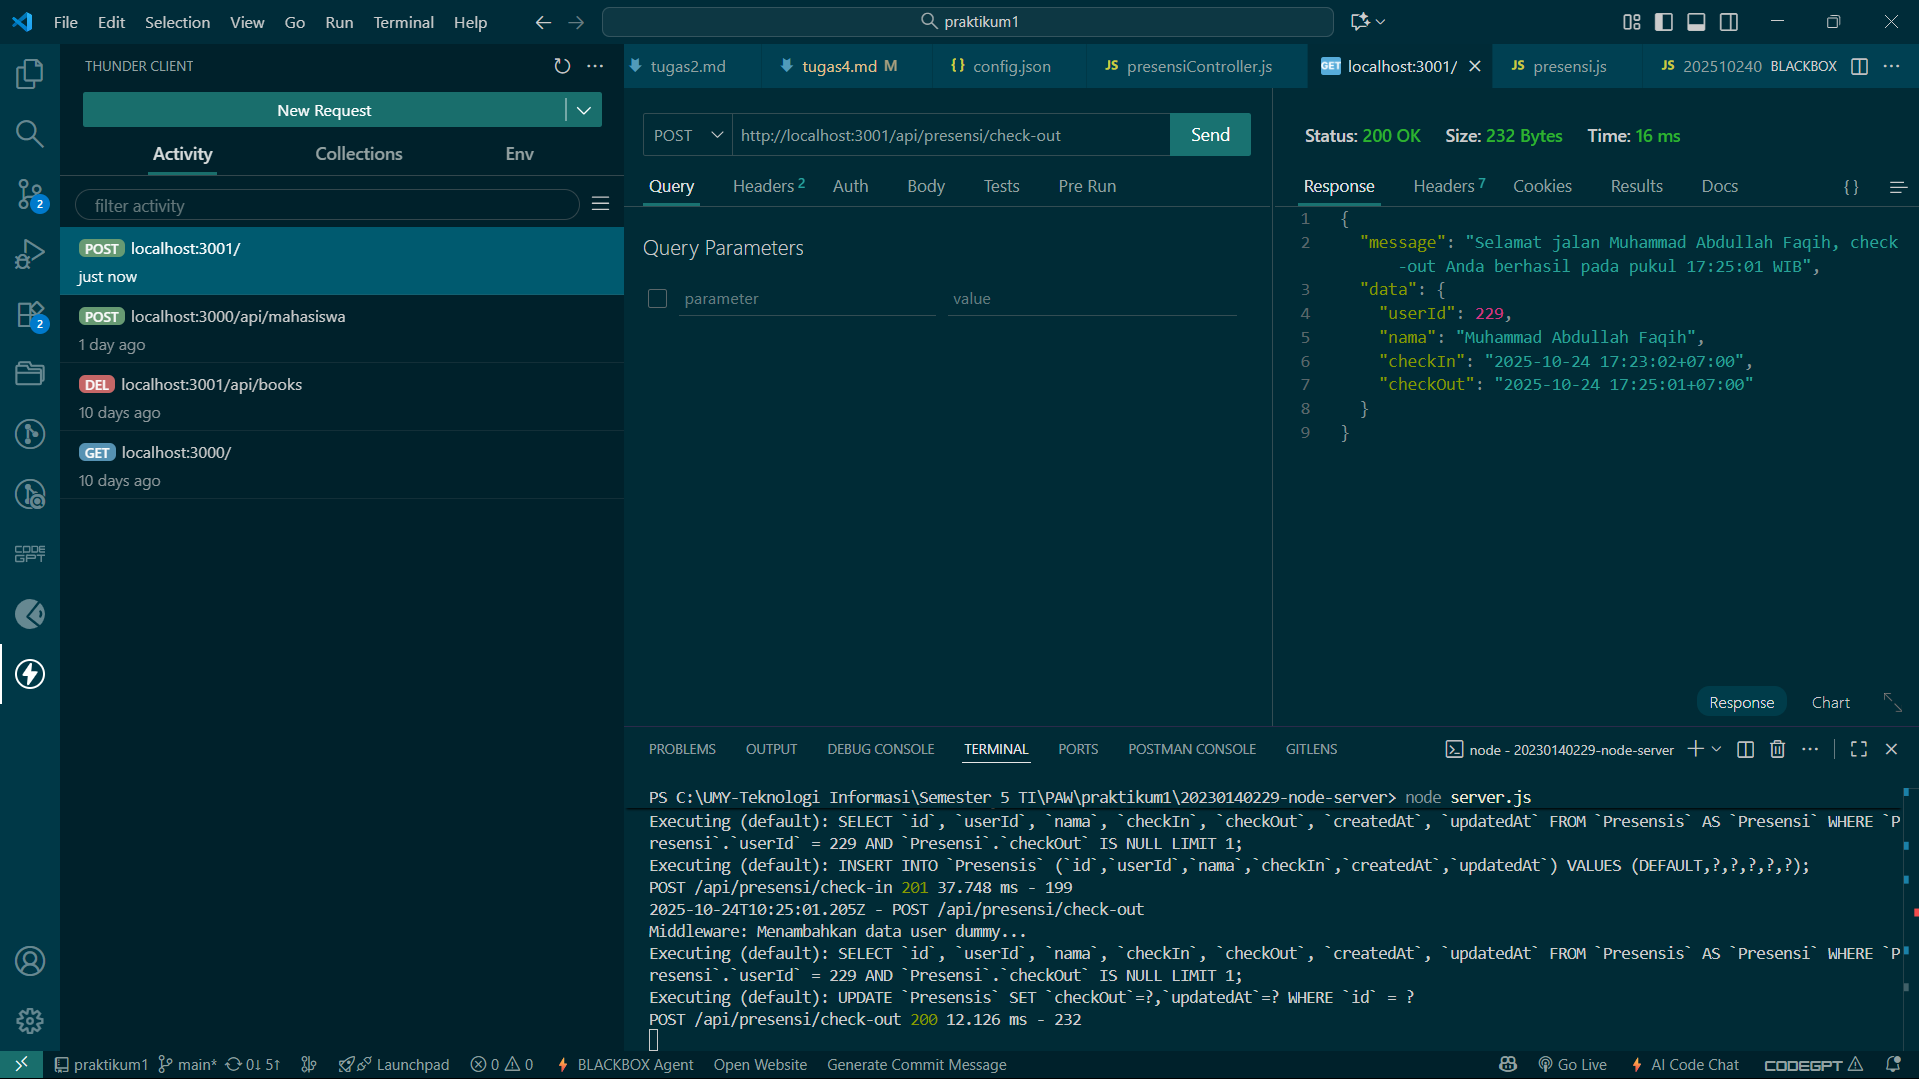 File Edit Selection View Go Run Terminal Help praktikum1
THUNDER CLIENT
New Request
Activity Collections Env
filter activity
POST localhost:3001/
just now
POST localhost:3000/api/mahasiswa
1 day ago
DEL localhost:3001/api/books
10 days ago
GET localhost:3000/
10 days ago
2
2
CODE
GPT
tugas2.md tugas4.md M {} config.json JS presensiController.js GET localhost:3001/ JS presensi.js JS 202510240 BLACKBOX
POST http://localhost:3001/api/presensi/check-out Send
Query Headers 2 Auth Body Tests Pre Run
Query Parameters
parameter value
Status: 200 OK Size: 232 Bytes Time: 16 ms
Response Headers 7 Cookies Results Docs {}
1 {
2 "message": "Selamat jalan Muhammad Abdullah Faqih, check
-out Anda berhasil pada pukul 17:25:01 WIB",
3 "data": {
4 "userId": 229,
5 "nama": "Muhammad Abdullah Faqih",
6 "checkIn": "2025-10-24 17:23:02+07:00",
7 "checkOut": "2025-10-24 17:25:01+07:00"
8 }
9 }
Response Chart
PROBLEMS OUTPUT DEBUG CONSOLE TERMINAL PORTS POSTMAN CONSOLE GITLENS node - 20230140229-node-server
PS C:\UMY-Teknologi Informasi\Semester 5 TI\PAW\praktikum1\20230140229-node-server> node server.js
Executing (default): SELECT `id`, `userId`, `nama`, `checkIn`, `checkOut`, `createdAt`, `updatedAt` FROM `Presensis` AS `Presensi` WHERE `P
resensi`.`userId` = 229 AND `Presensi`.`checkOut` IS NULL LIMIT 1;
Executing (default): INSERT INTO `Presensis` (`id`,`userId`,`nama`,`checkIn`,`createdAt`,`updatedAt`) VALUES (DEFAULT,?,?,?,?,?);
POST /api/presensi/check-in 201 37.748 ms - 199
2025-10-24T10:25:01.205Z - POST /api/presensi/check-out
Middleware: Menambahkan data user dummy...
Executing (default): SELECT `id`, `userId`, `nama`, `checkIn`, `checkOut`, `createdAt`, `updatedAt` FROM `Presensis` AS `Presensi` WHERE `P
resensi`.`userId` = 229 AND `Presensi`.`checkOut` IS NULL LIMIT 1;
Executing (default): UPDATE `Presensis` SET `checkOut`=?,`updatedAt`=? WHERE `id` = ?
POST /api/presensi/check-out 200 12.126 ms - 232
praktikum1 main* 0↓ 5↑ Launchpad 0 0 BLACKBOX Agent Open Website Generate Commit Message Go Live AI Code Chat CODEGPT